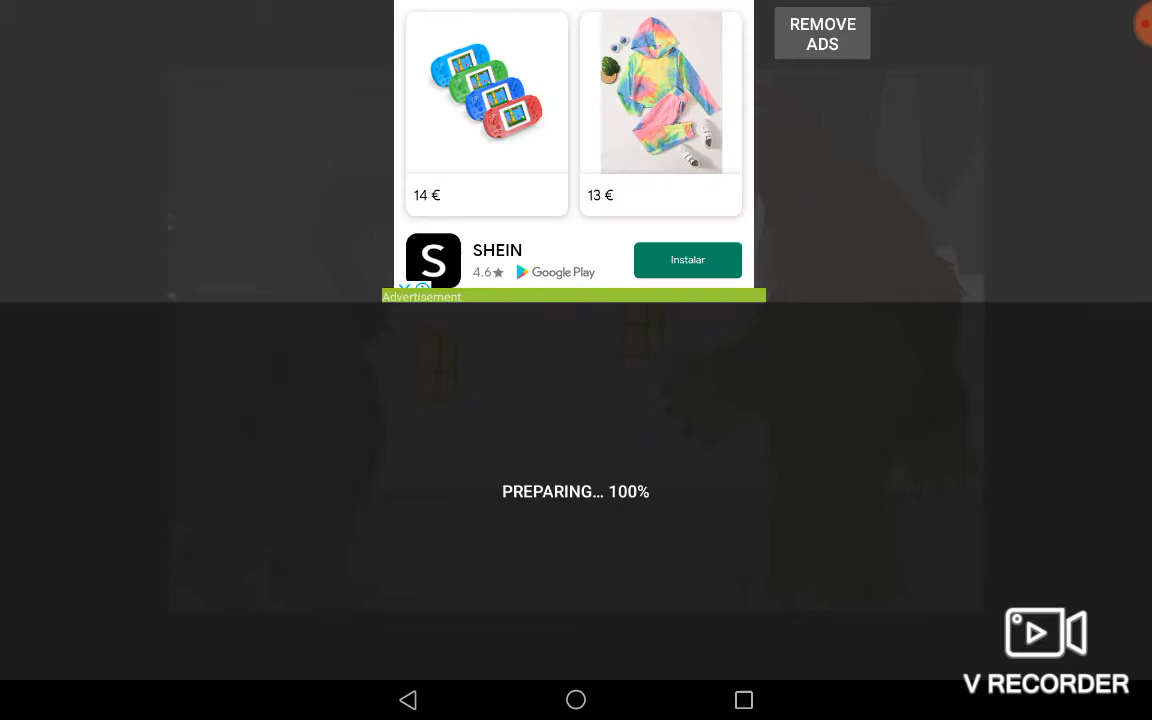 REMOVE
ADS
14 €
13 €
S
SHEIN
4.6★ Google Play
Instalar
Advertisement
PREPARING... 100%
V RECORDER